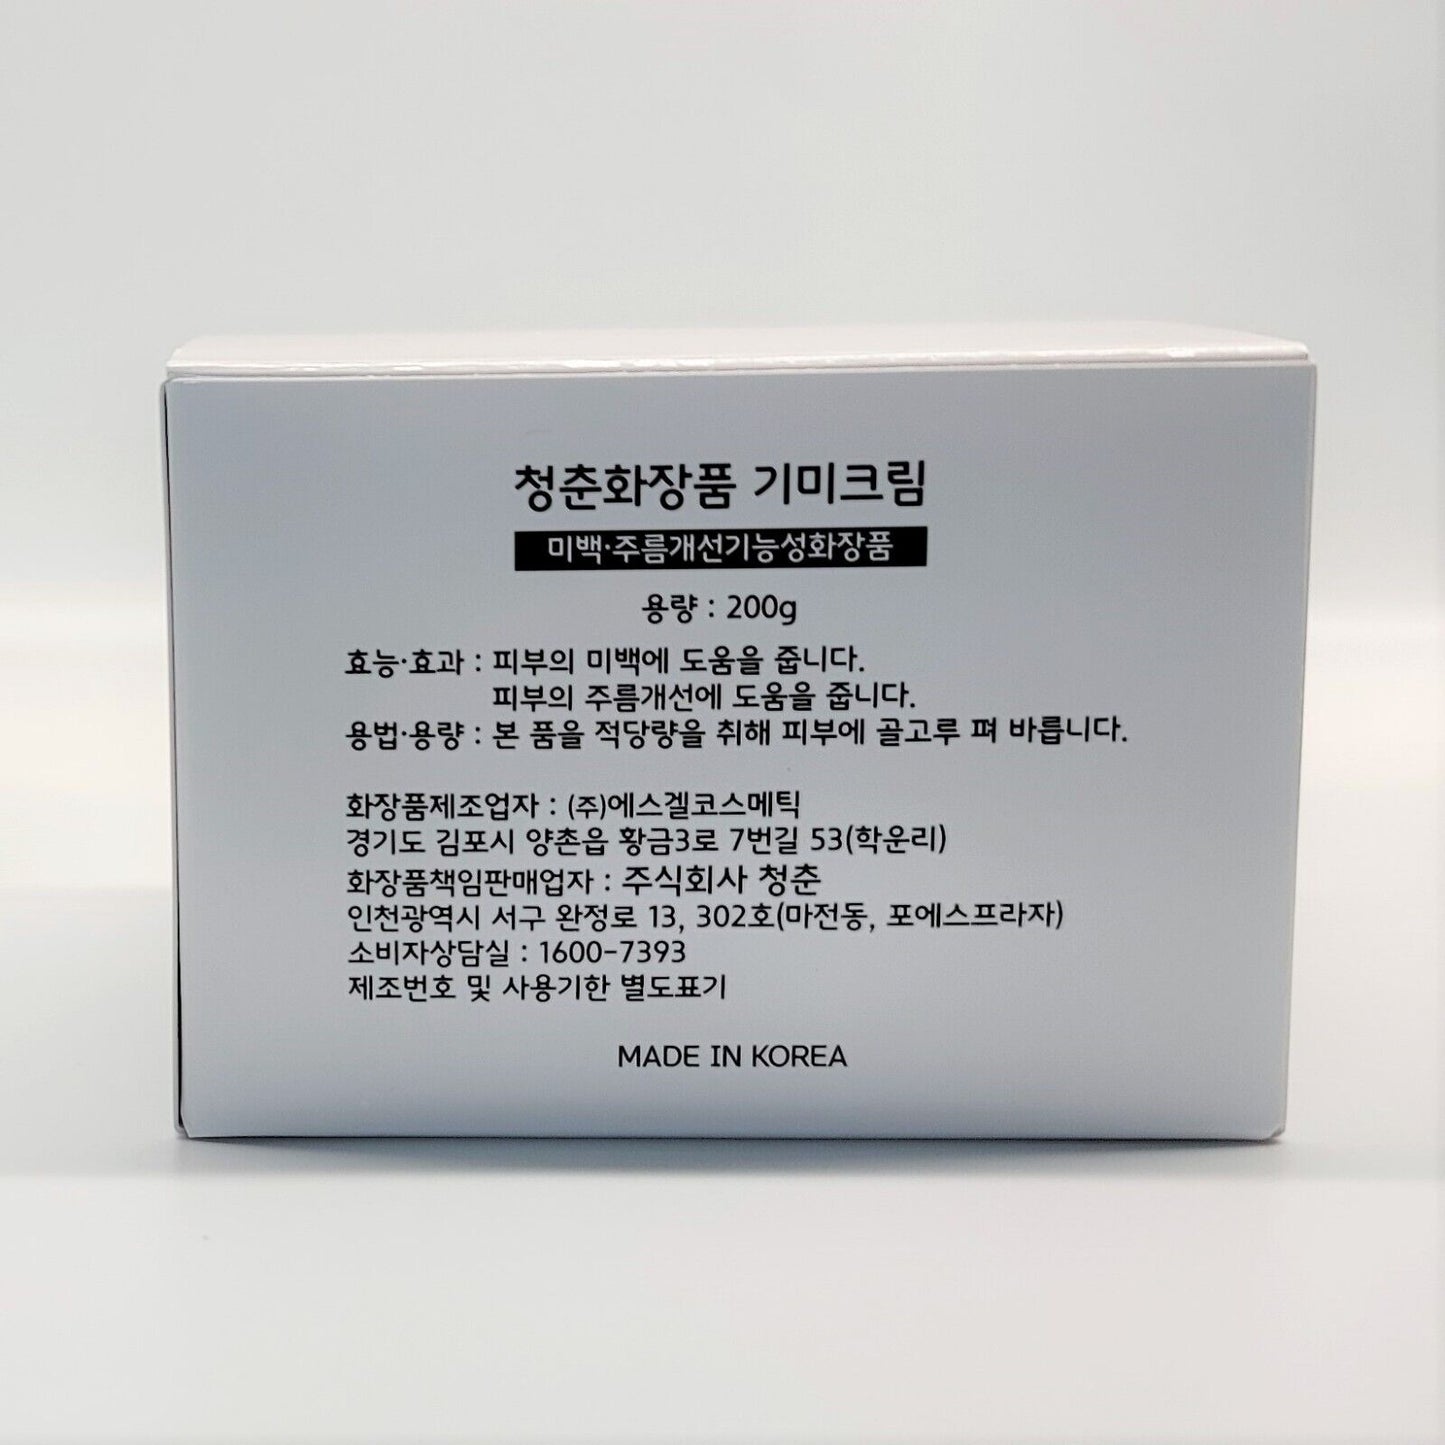 청춘화장품 기미크림
미백·주름개선기능성화장품
용량 : 200g
효능·효과 : 피부의 미백에 도움을 줍니다.
피부의 주름개선에 도움을 줍니다.
용법·용량 : 본 품을 적당량을 취해 피부에 골고루 펴 바릅니다.
화장품제조업자 : (주)에스겔코스메틱
경기도 김포시 양촌읍 황금3로 7번길 53(학운리)
화장품책임판매업자 : 주식회사 청춘
인천광역시 서구 완정로 13, 302호(마전동, 포에스프라자)
소비자상담실 : 1600-7393
제조번호 및 사용기한 별도표기
MADE IN KOREA